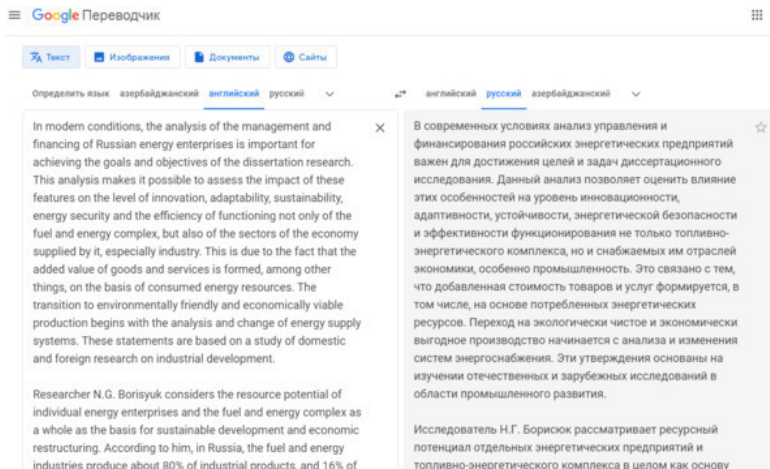 Google Переводчик
Текст
Изображения
Документы
Сайты
Определить язык
азербайджанский
английский
русский
английский
русский
азербайджанский
In modern conditions, the analysis of the management and
financing of Russian energy enterprises is important for
achieving the goals and objectives of the dissertation research.
This analysis makes it possible to assess the impact of these
features on the level of innovation, adaptability, sustainability,
energy security and the efficiency of functioning not only of the
fuel and energy complex, but also of the sectors of the economy
supplied by it, especially industry. This is due to the fact that the
added value of goods and services is formed, among other
things, on the basis of consumed energy resources. The
transition to environmentally friendly and economically viable
production begins with the analysis and change of energy supply
systems. These statements are based on a study of domestic
and foreign research on industrial development.
Researcher N.G. Borisyuk considers the resource potential of
individual energy enterprises and the fuel and energy complex as
a whole as the basis for sustainable development and economic
restructuring. According to him, in Russia, the fuel and energy
industries produce about 80% of industrial products, and 16% of
В современных условиях анализ управления и
финансирования российских энергетических предприятий
важен для достижения целей и задач диссертационного
исследования. Данный анализ позволяет оценить влияние
этих особенностей на уровень инновационности,
адаптивности, устойчивости, энергетической безопасности
и эффективности функционирования не только топливно-
энергетического комплекса, но и снабжаемых им отраслей
экономики, особенно промышленности. Это связано с тем,
что добавленная стоимость товаров и услуг формируется, в
том числе, на основе потребленных энергетических
ресурсов. Переход на экологически чистое и экономически
выгодное производство начинается с анализа и изменения
систем энергоснабжения. Эти утверждения основаны на
изучении отечественных и зарубежных исследований в
области промышленного развития.
Исследователь Н.Г. Борисюк рассматривает ресурсный
потенциал отдельных энергетических предприятий и
топливно-энергетического комплекса в целом как основу